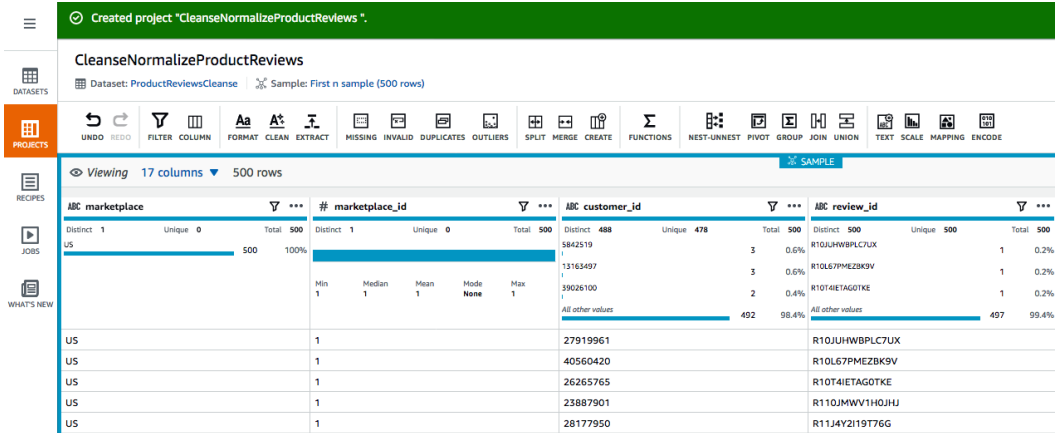 Created project "CleanseNormalizeProductReviews ".
CleanseNormalizeProductReviews
Dataset: ProductReviewsCleanse Sample: First n sample (500 rows)
DATASETS
PROJECTS
RECIPES
JOBS
WHAT'S NEW
UNDO REDO FILTER COLUMN FORMAT CLEAN EXTRACT MISSING INVALID DUPLICATES OUTLIERS SPLIT MERGE CREATE FUNCTIONS NEST-UNNEST PIVOT GROUP JOIN UNION TEXT SCALE MAPPING ENCODE
SAMPLE
Viewing 17 columns 500 rows
ABC marketplace # marketplace_id ABC customer_id ABC review_id
Distinct 1 Unique 0 Total 500 Distinct 1 Unique 0 Total 500 Distinct 488 Unique 478 Total 500 Distinct 500 Unique 500 Total 500
US 500 100% 5842519 3 0.6% R10JUHWBPLC7UX 1 0.2%
13163497 3 0.6% R10L67PMEZBK9V 1 0.2%
Min Median Mean Mode Max 39026100 2 0.4% R10T4IETAG0TKE 1 0.2%
1 1 1 None 1
All other values 492 98.4% All other values 497 99.4%
US 1 27919961 R10JUHWBPLC7UX
US 1 40560420 R10L67PMEZBK9V
US 1 26265765 R10T4IETAG0TKE
US 1 23887901 R110JMWV1H0JHJ
US 1 28177950 R11J4Y2I19T76G